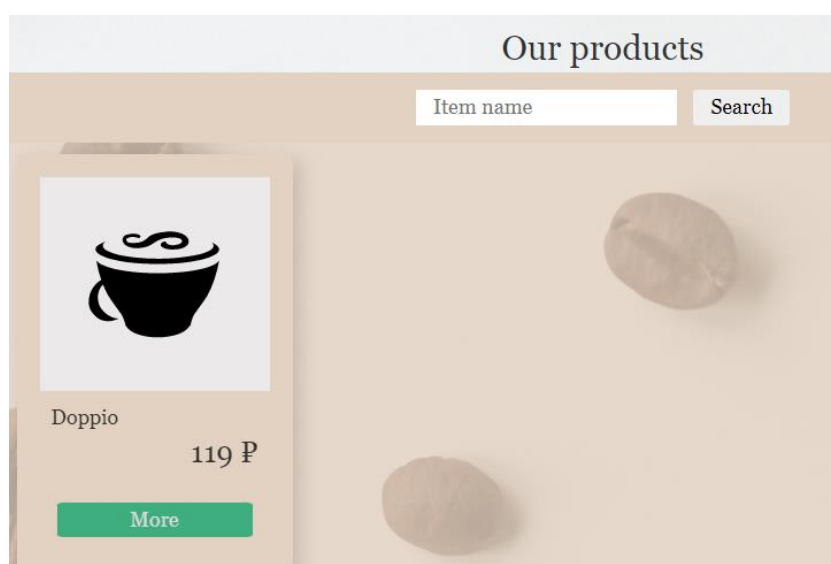 Our products
Item name
Search
Doppio
119 ₽
More